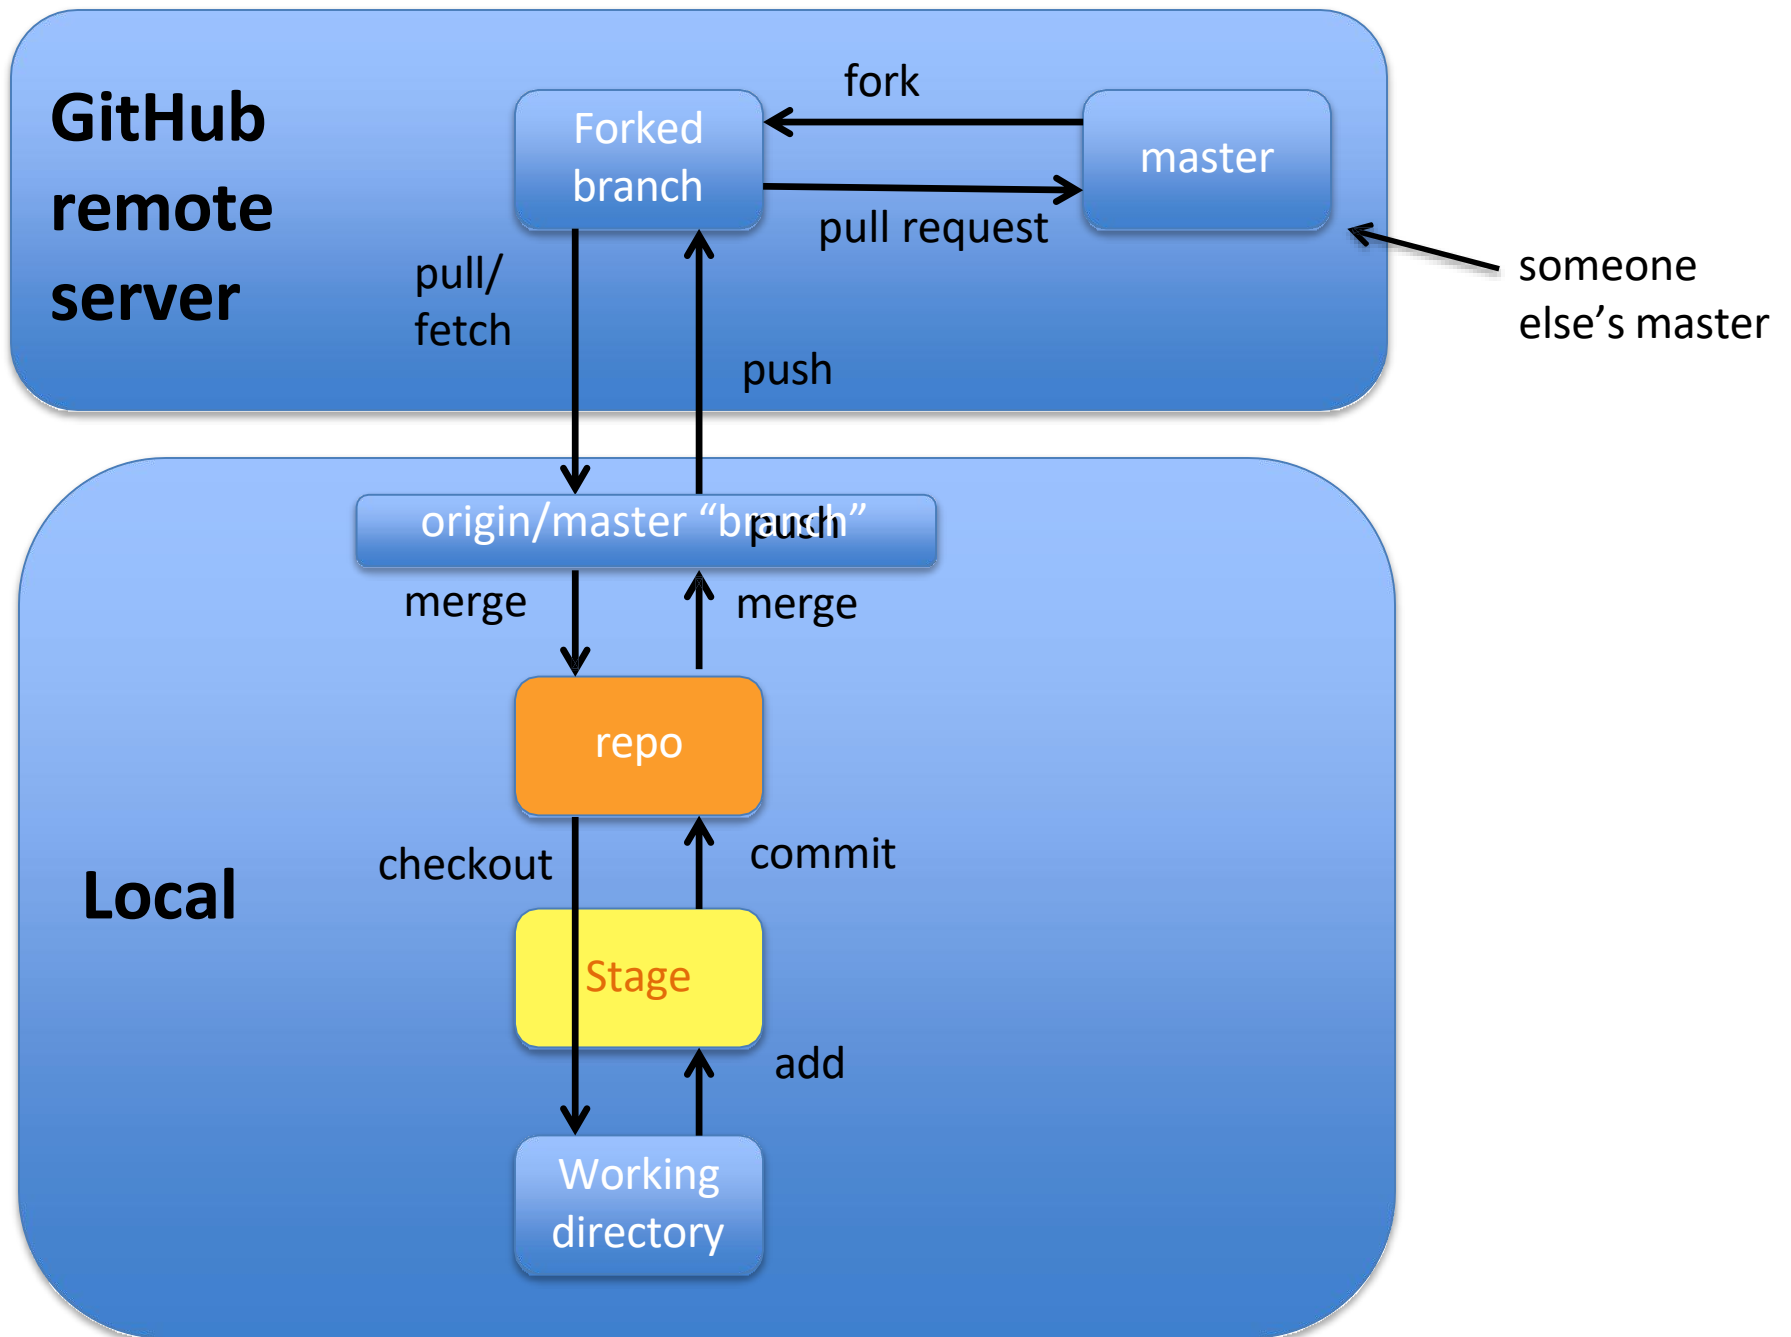 GitHub
remote
server
fork
Forked
branch
master
pull request
someone
else’s master
pull/
fetch
push
origin/master “branch”
push
merge
merge
repo
checkout
commit
Local
Stage
add
Working
directory